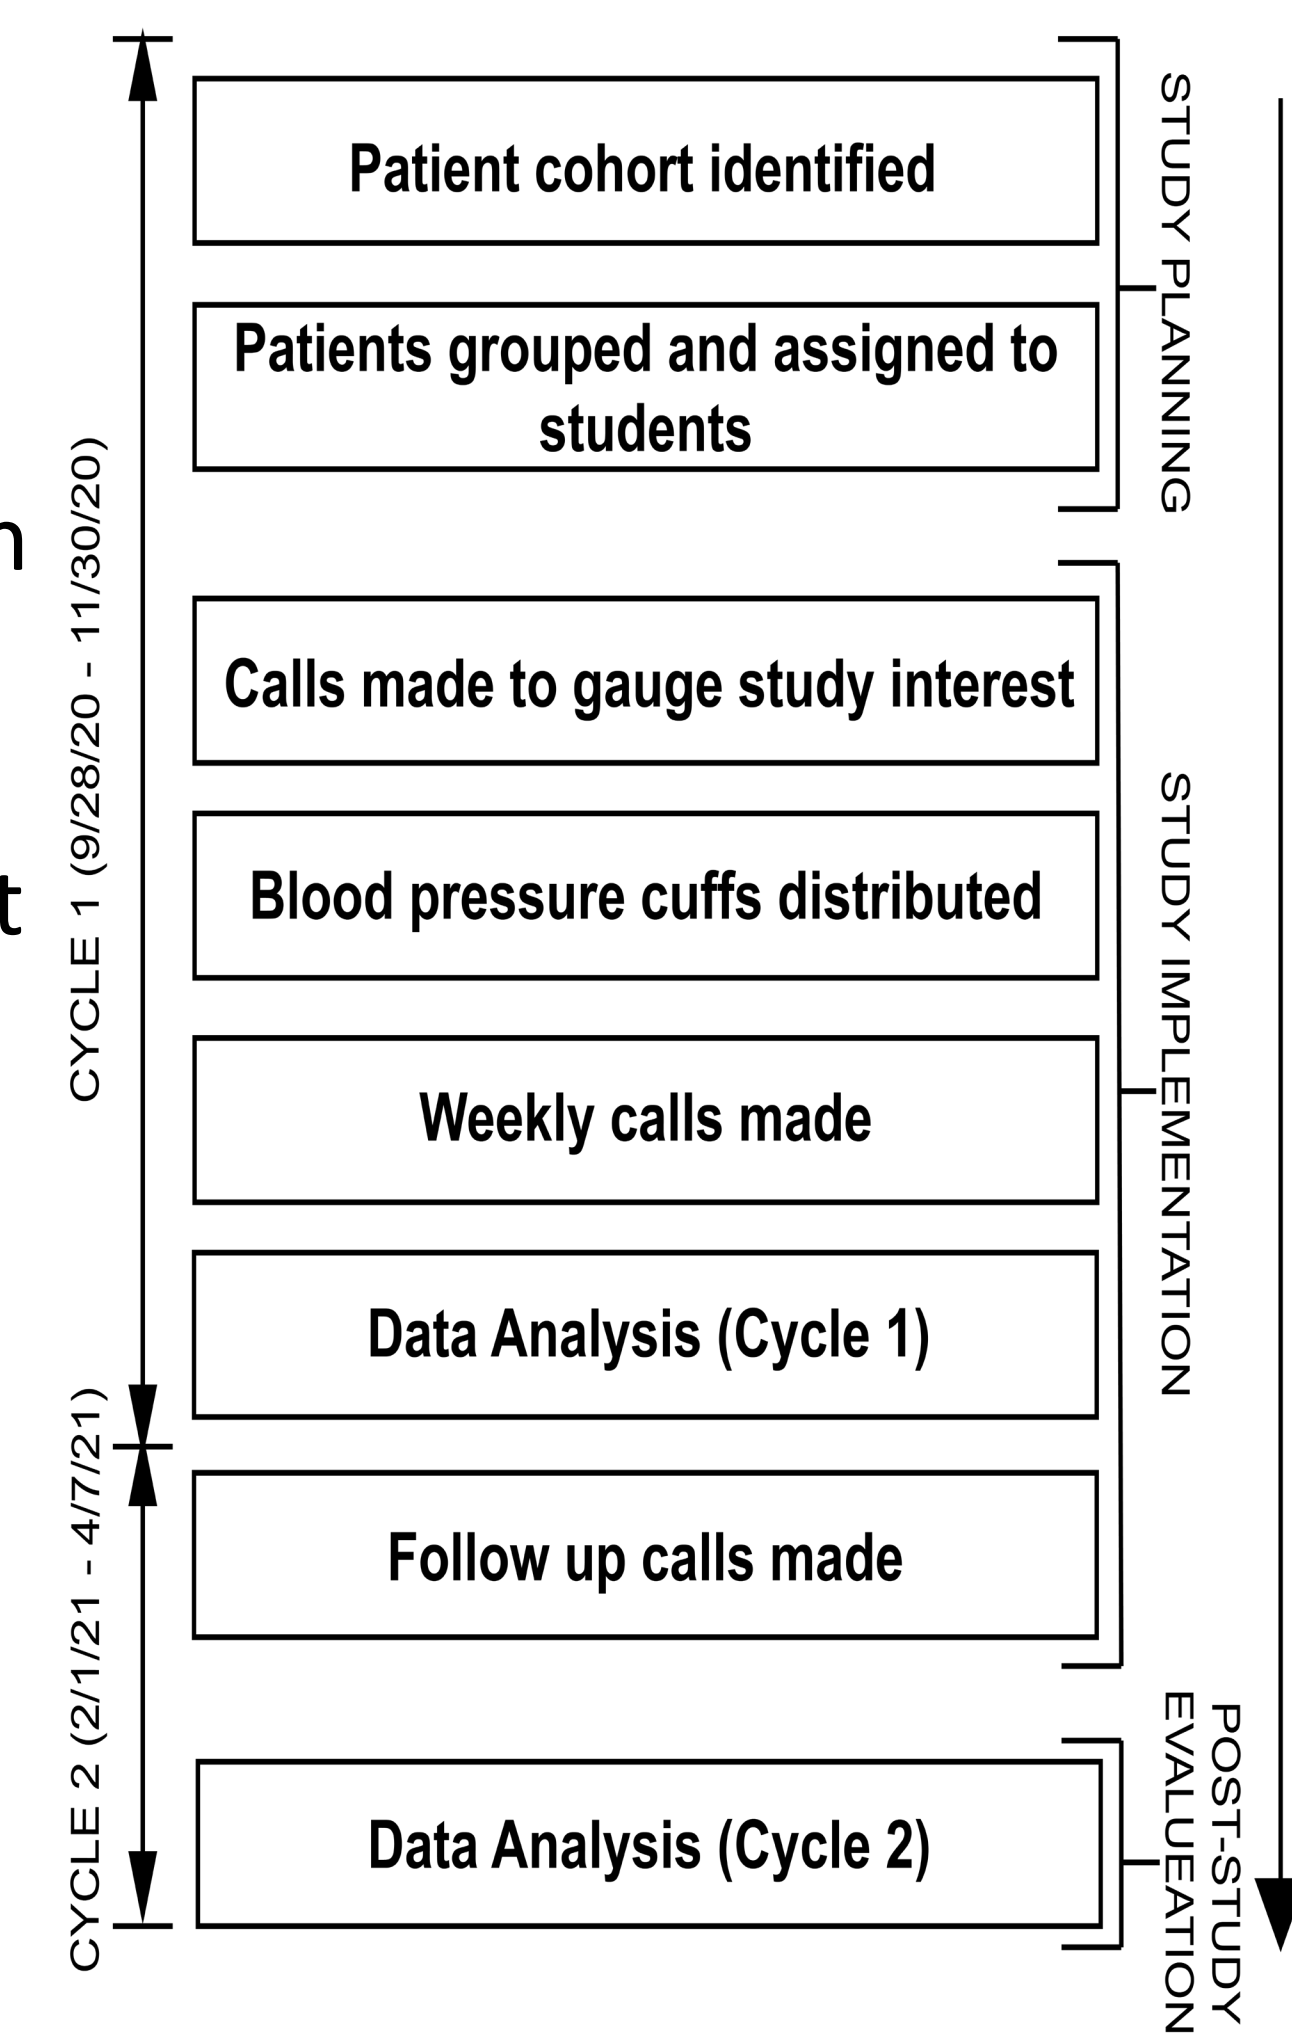 Patient cohort identified
Patients grouped and assigned to
students
STUDY PLANNING
n
Calls made to gauge study interest
Blood pressure cuffs distributed
t
Weekly calls made
Data Analysis (Cycle 1)
CYCLE 1 (9/28/20 - 11/30/20)
Follow up calls made
STUDY IMPLEMENTATION
Data Analysis (Cycle 2)
CYCLE 2 (2/1/21 - 4/7/21)
POST-STUDY
EVALUEATION